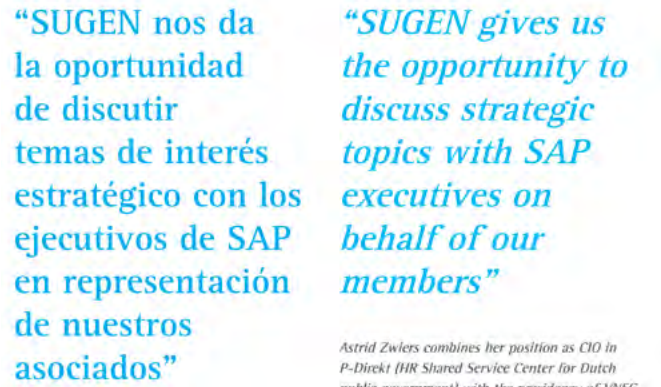 “SUGEN nos da
la oportunidad
de discutir
temas de interés
estratégico con los
ejecutivos de SAP
en representación
de nuestros
asociados”
“SUGEN gives us
the opportunity to
discuss strategic
topics with SAP
executives on
behalf of our
members”
Astrid Zwiers combines her position as CIO in
P-Direkt (HR Shared Service Center for Dutch